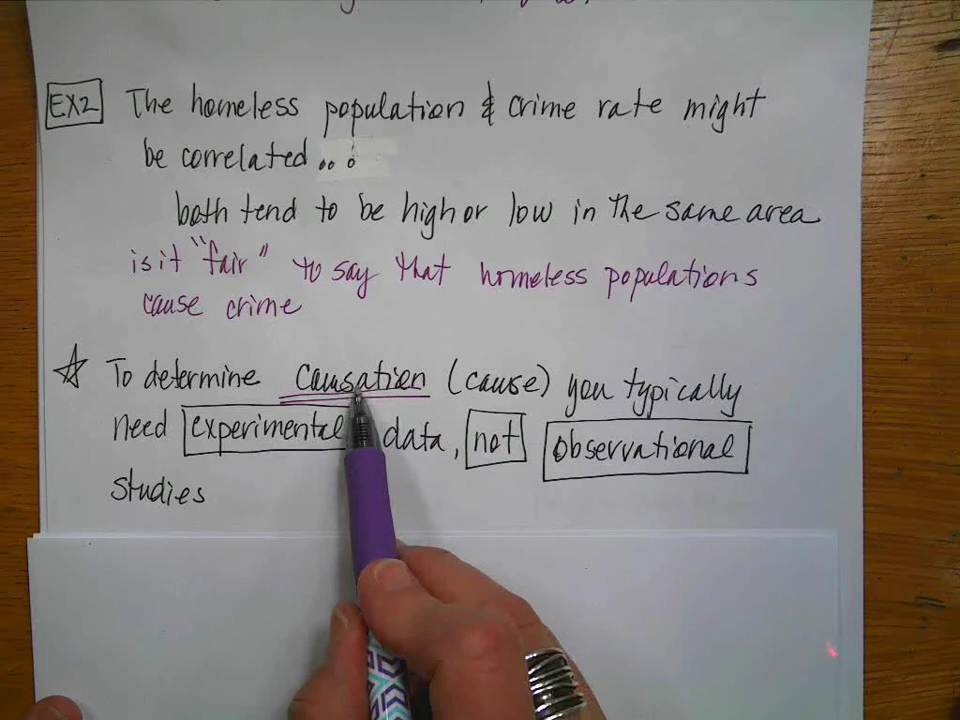 EX2 The homeless population & crime rate might
be correlated...
both tend to be high or low in the same area
is it "fair" to say that homeless populations
cause crime
☆ To determine causation (cause) you typically
need experimental data, not observational
studies